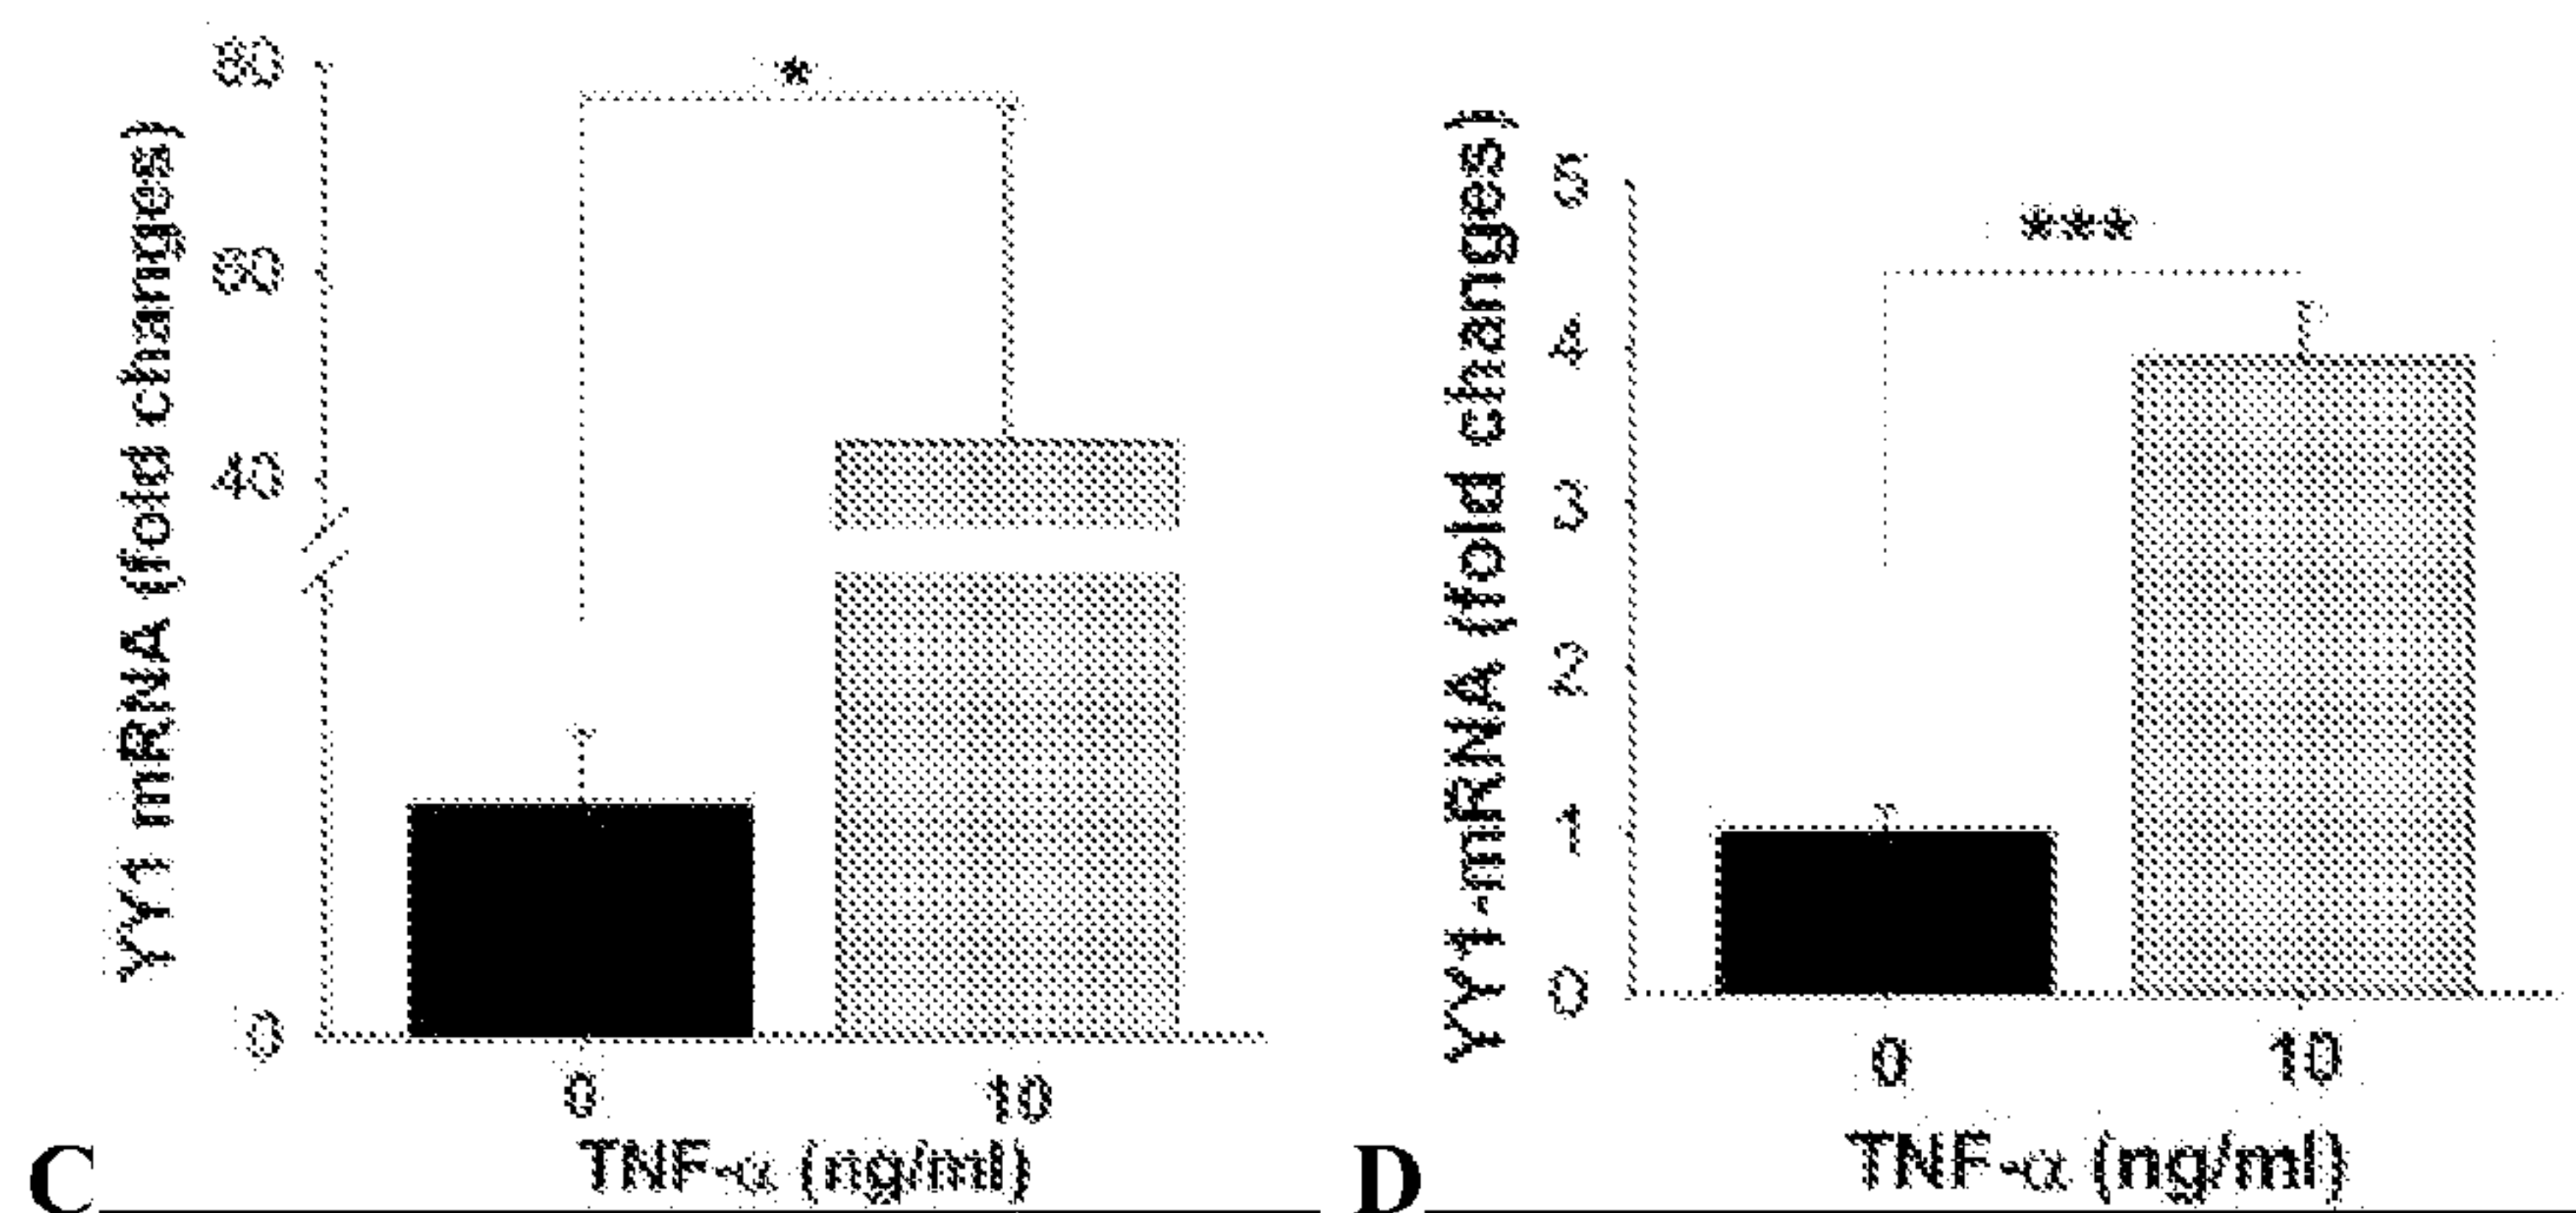 YY1 mRNA (fold changes)
80
60
40
0
*
0 10
TNF-α (ng/ml)
C
YY1-mRNA (fold changes)
5
4
3
2
1
0
***
0 10
TNF-α (ng/ml)
D